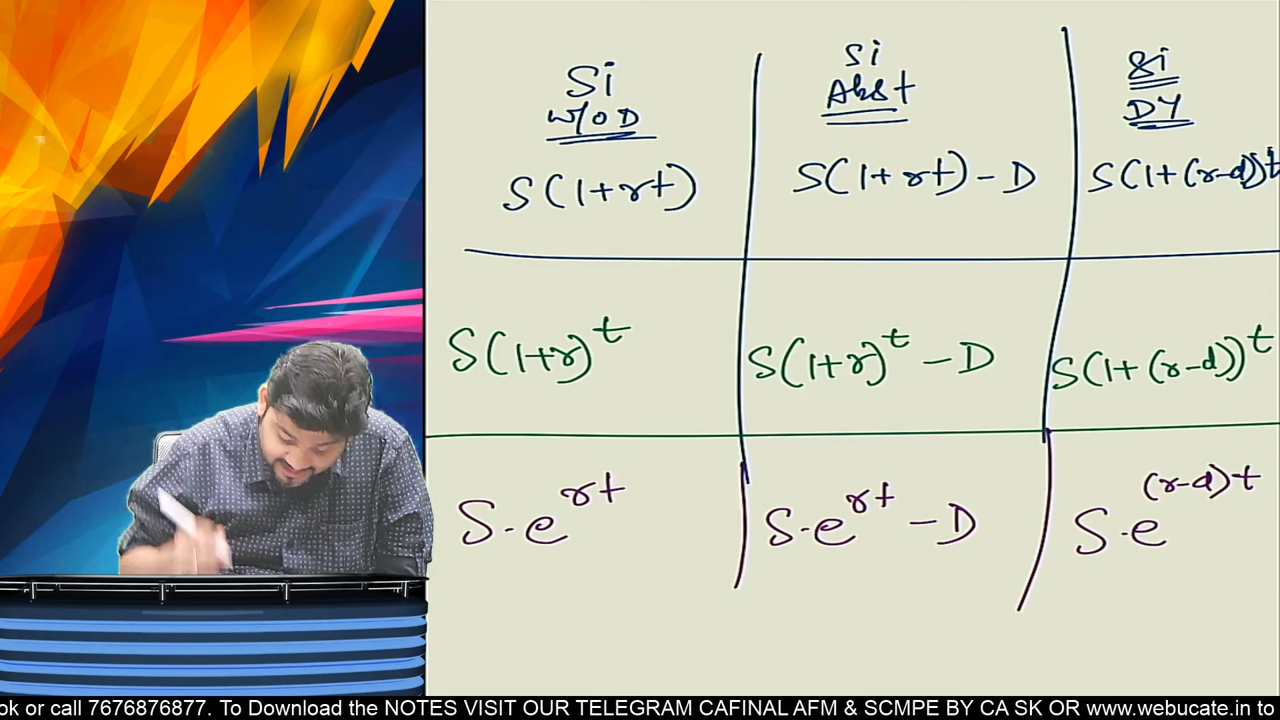 Si
W/O D
S(1+rt)
Si
AbSt
S(1+rt) - D
Si
DY
S(1+(r-d))t
S(1+r)^t
S(1+r)^t - D
S(1+(r-d))^t
S.e^rt
S.e^rt - D
S.e^(r-d)t
ok or call 7676876877. To Download the NOTES VISIT OUR TELEGRAM CAFINAL AFM & SCMPE BY CA SK OR www.webucate.in to